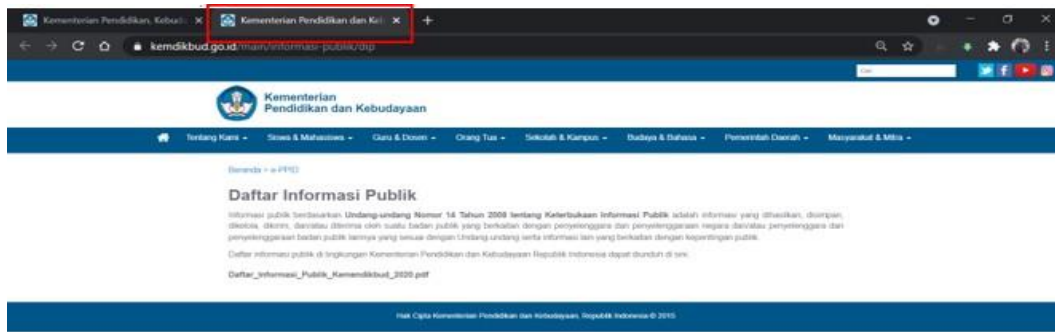 Kementerian Pendidikan, Kebud
Kementerian Pendidikan dan Keb
kemdikbud.go.id/main/informasi-publik/dip
Cari
Kementerian
Pendidikan dan Kebudayaan
Tentang Kami Siswa & Mahasiswa Guru & Dosen Orang Tua Sekolah & Kampus Budaya & Bahasa Pemerintah Daerah Masyarakat & Mitra
Beranda > e-PPID
Daftar Informasi Publik
Informasi publik berdasarkan Undang-undang Nomor 14 Tahun 2008 tentang Keterbukaan Informasi Publik adalah informasi yang dihasilkan, disimpan,
dikelola, dikirim, dan/atau diterima oleh suatu badan publik yang berkaitan dengan penyelenggara dan penyelenggaraan negara dan/atau penyelenggara dan
penyelenggaraan badan publik lainnya yang sesuai dengan Undang undang serta informasi lain yang berkaitan dengan kepentingan publik.
Daftar informasi publik di lingkungan Kementerian Pendidikan dan Kebudayaan Republik Indonesia dapat diunduh di sini:
Daftar_Informasi_Publik_Kemendikbud_2020.pdf
Hak Cipta Kementerian Pendidikan dan Kebudayaan, Republik Indonesia © 2015